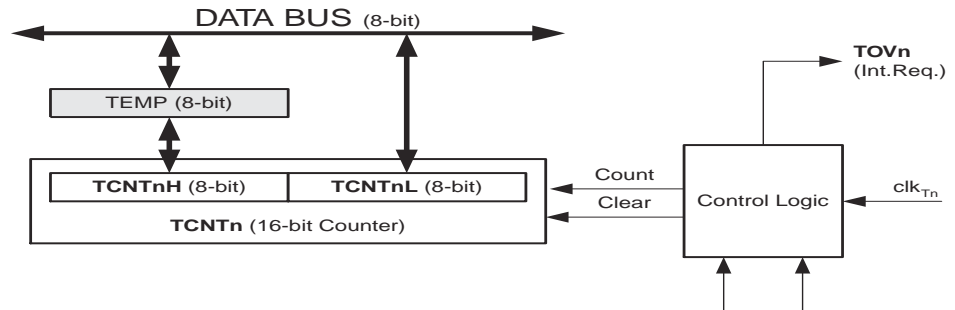 DATA BUS (8-bit)
TOVn
(Int.Req.)
TEMP (8-bit)
TCNTnH (8-bit) TCNTnL (8-bit)
TCNTn (16-bit Counter)
Count
Clear
Control Logic
clkTn